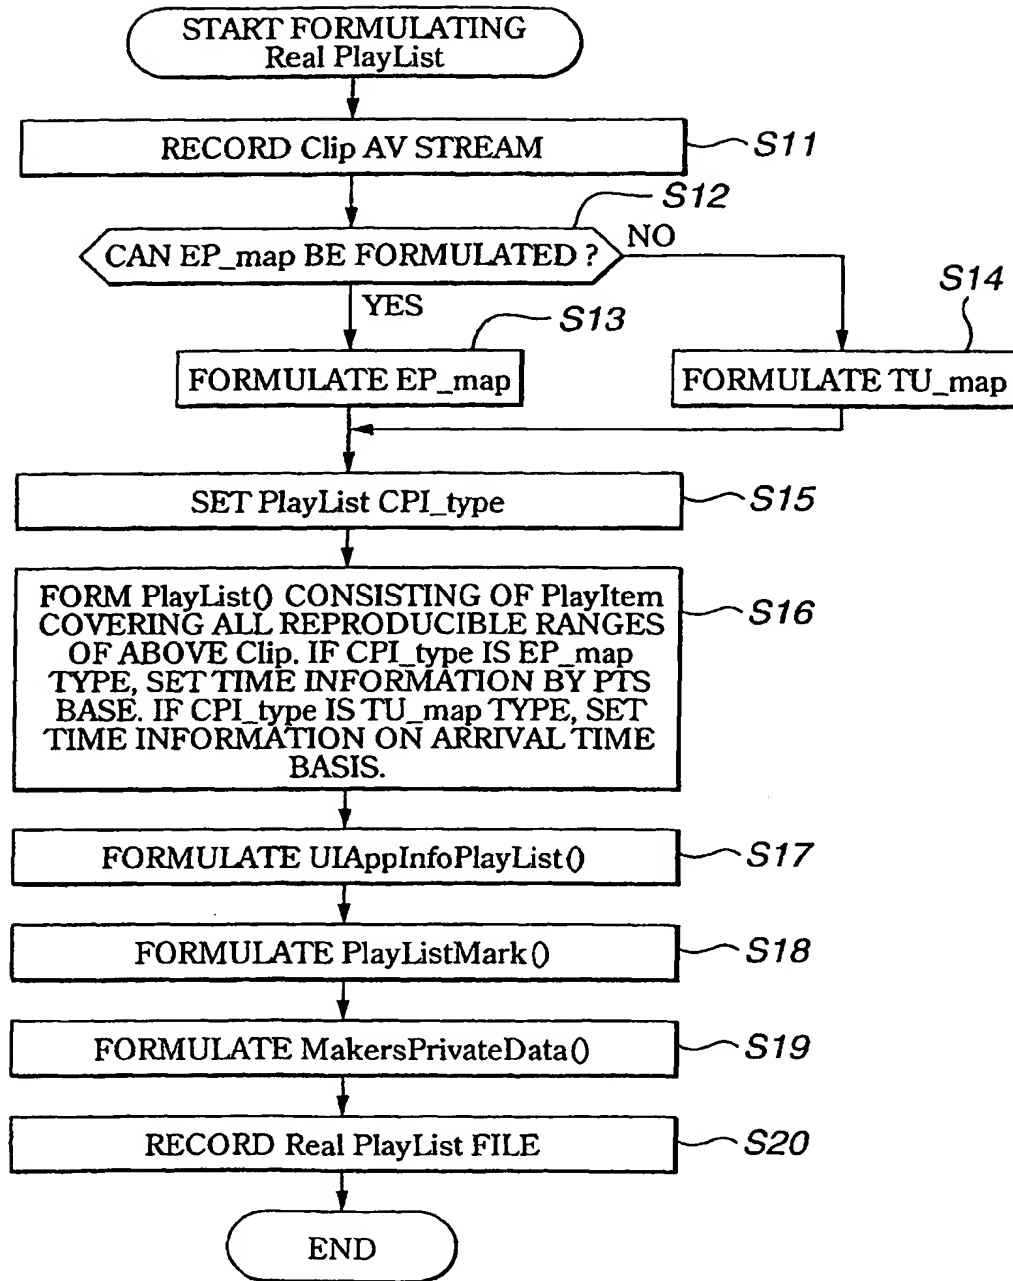 START FORMULATING
Real PlayList
RECORD Clip AV STREAM
S11
S12
CAN EP_map BE FORMULATED ?
NO
YES
S13
S14
FORMULATE EP_map
FORMULATE TU_map
SET PlayList CPI_type
S15
FORM PlayList() CONSISTING OF PlayItem
COVERING ALL REPRODUCIBLE RANGES
OF ABOVE Clip. IF CPI_type IS EP_map
TYPE, SET TIME INFORMATION BY PTS
BASE. IF CPI_type IS TU_map TYPE, SET
TIME INFORMATION ON ARRIVAL TIME
BASIS.
S16
FORMULATE UIAppInfoPlayList()
S17
FORMULATE PlayListMark()
S18
FORMULATE MakersPrivateData()
S19
RECORD Real PlayList FILE
S20
END